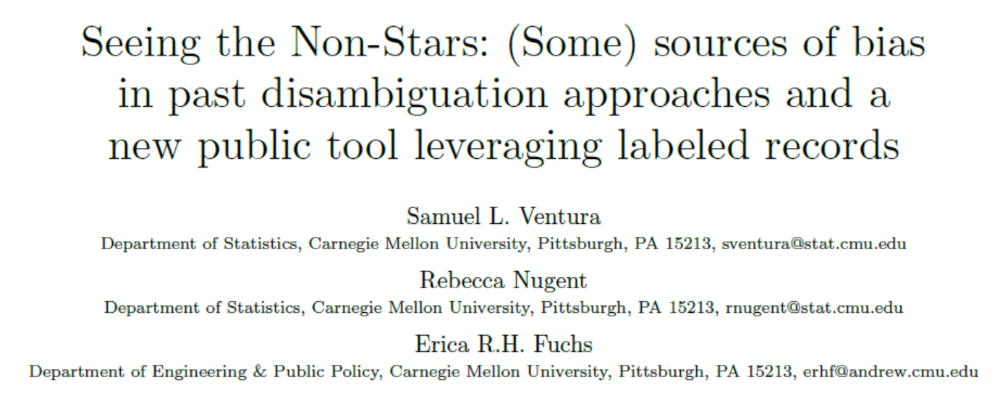 Seeing the Non-Stars: (Some) sources of bias
in past disambiguation approaches and a
new public tool leveraging labeled records
Samuel L. Ventura
Department of Statistics, Carnegie Mellon University, Pittsburgh, PA 15213, sventura@stat.cmu.edu
Rebecca Nugent
Department of Statistics, Carnegie Mellon University, Pittsburgh, PA 15213, rnugent@stat.cmu.edu
Erica R.H. Fuchs
Department of Engineering & Public Policy, Carnegie Mellon University, Pittsburgh, PA 15213, erhf@andrew.cmu.edu